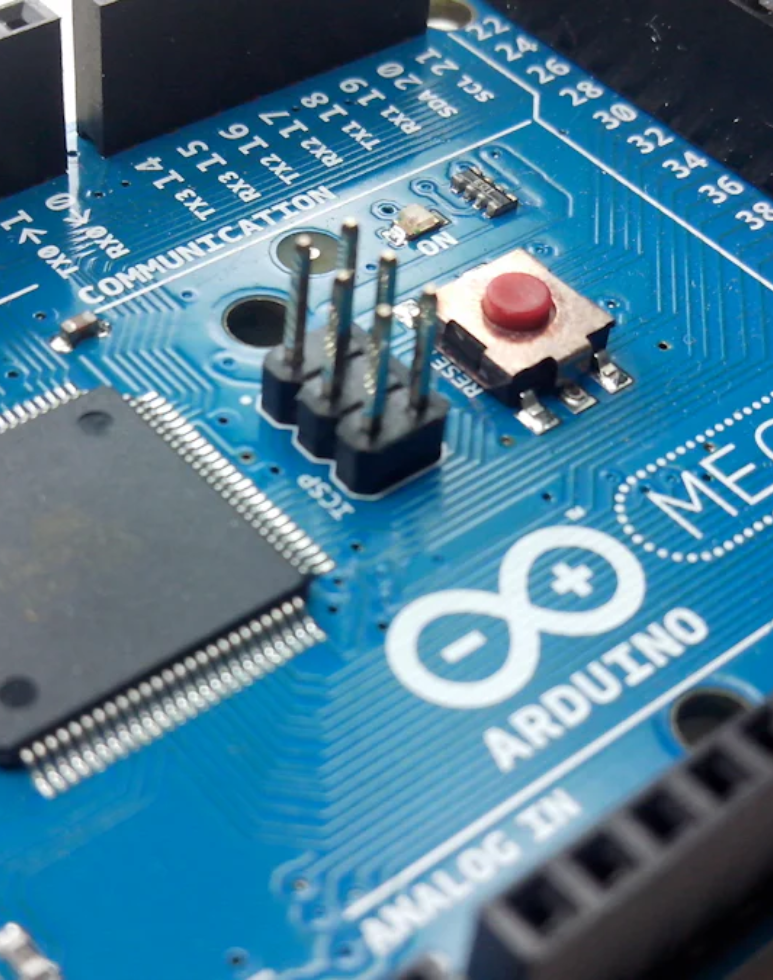 SCL 21
SDA 20
RX1 19
TX1 18
RX2 17
TX2 16
RX3 15
TX3 14
RX0 <0
TX0 >1
COMMUNICATION
22
24
26
28
30
32
34
36
38
ON
RESE
ICSP
MEG
- +
ARDUINO
ANALOG IN